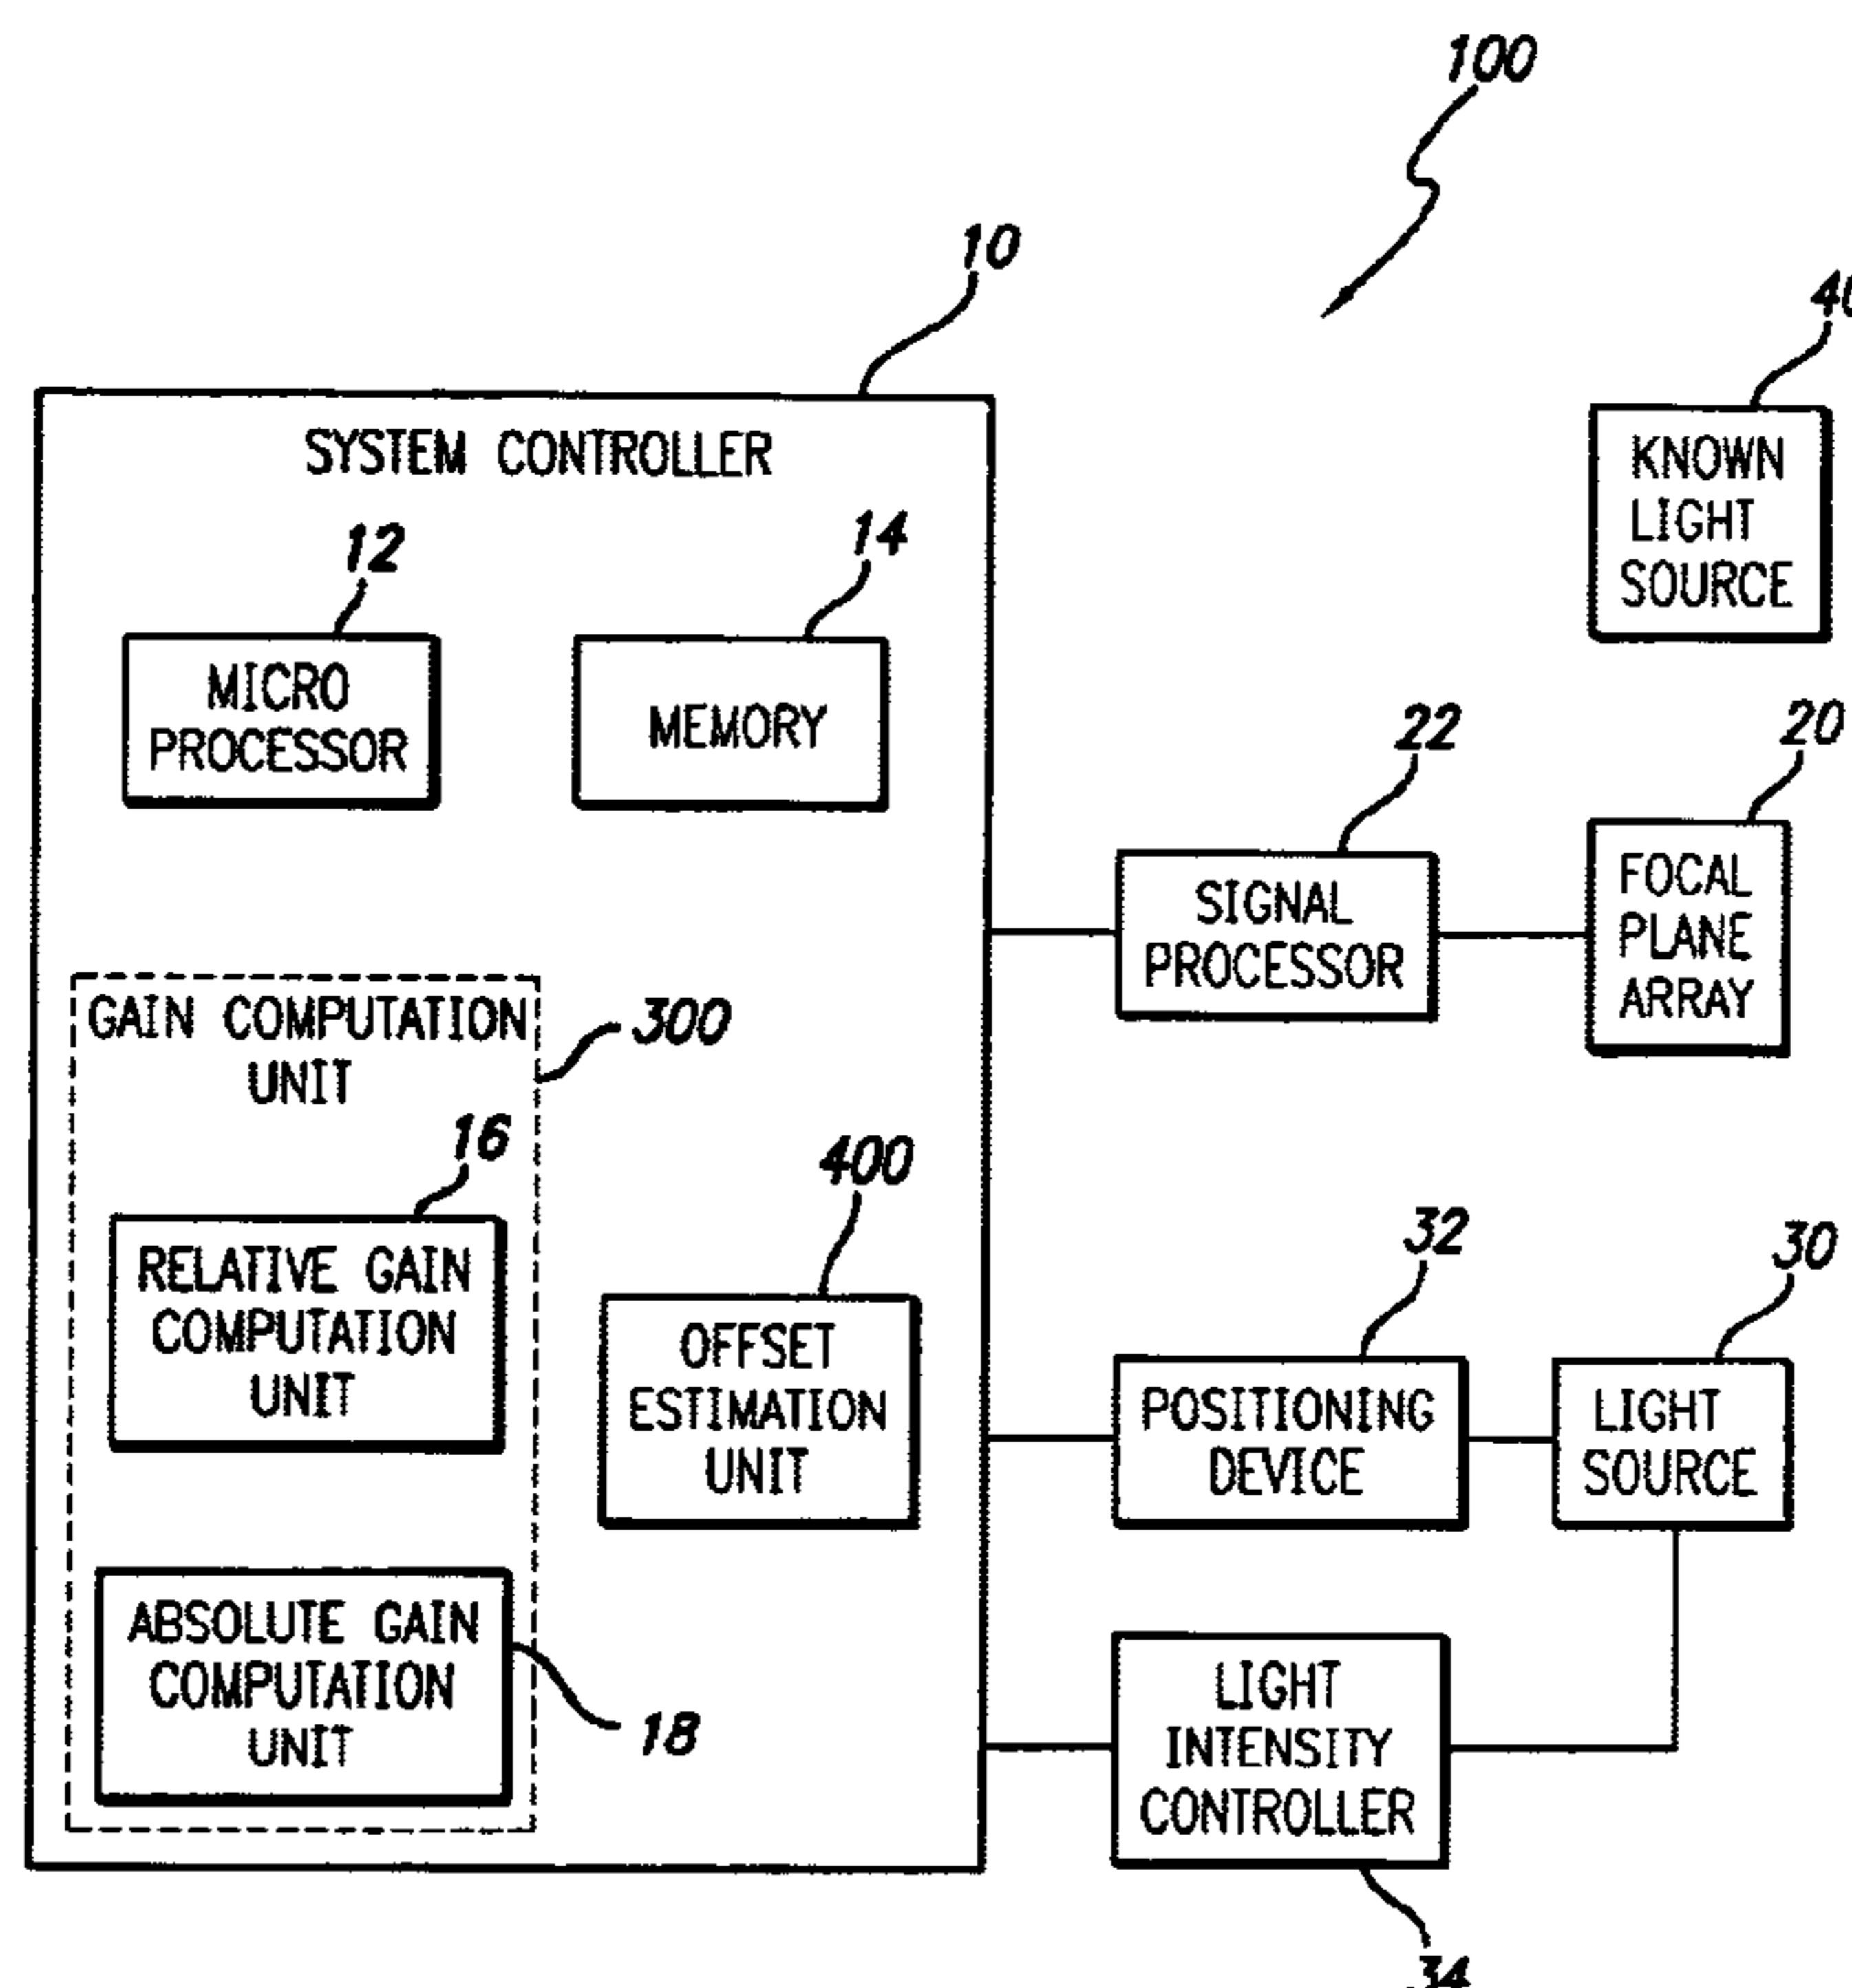 100
10
40
SYSTEM CONTROLLER
KNOWN
LIGHT
SOURCE
12
14
MICRO
PROCESSOR
MEMORY
22
20
SIGNAL
PROCESSOR
FOCAL
PLANE
ARRAY
GAIN COMPUTATION
UNIT
300
16
400
32
30
RELATIVE GAIN
COMPUTATION
UNIT
OFFSET
ESTIMATION
UNIT
POSITIONING
DEVICE
LIGHT
SOURCE
ABSOLUTE GAIN
COMPUTATION
UNIT
18
LIGHT
INTENSITY
CONTROLLER
34